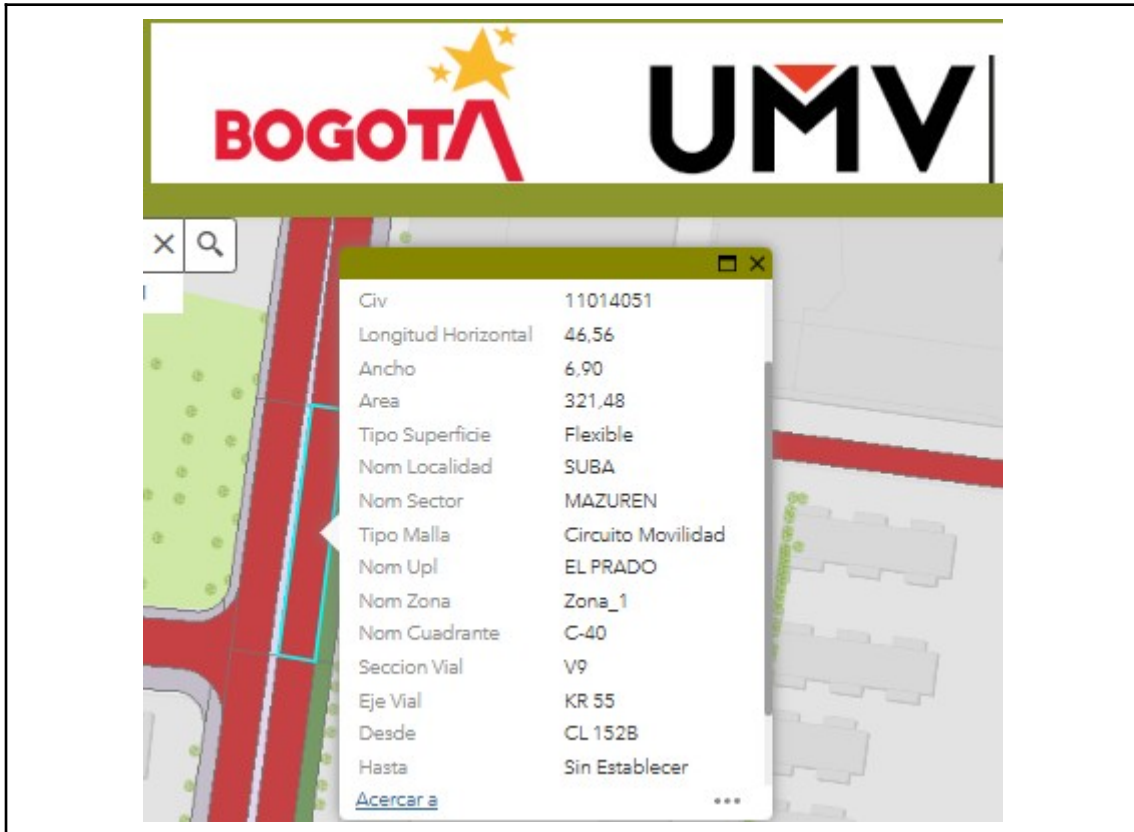 BOGOTA
UMV
Civ 11014051
Longitud Horizontal 46,56
Ancho 6,90
Area 321,48
Tipo Superficie Flexible
Nom Localidad SUBA
Nom Sector MAZUREN
Tipo Malla Circuito Movilidad
Nom Upl EL PRADO
Nom Zona Zona_1
Nom Cuadrante C-40
Seccion Vial V9
Eje Vial KR 55
Desde CL 152B
Hasta Sin Establecer
Acercar a